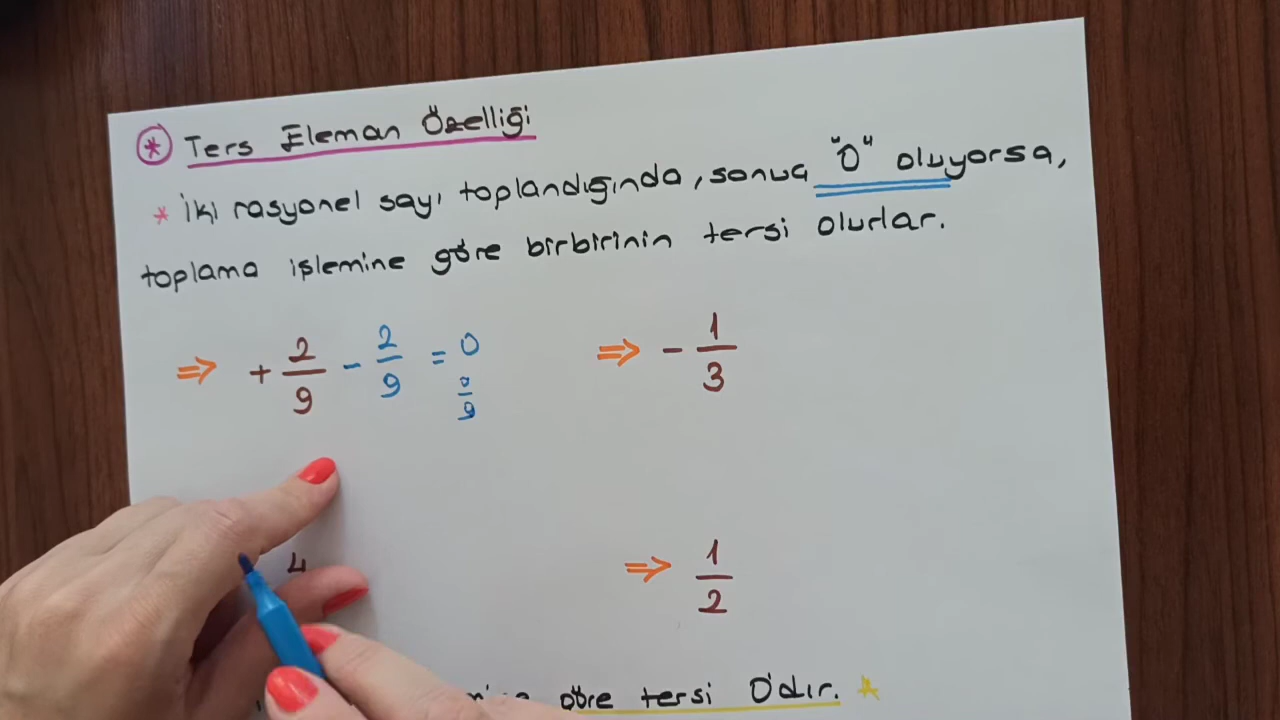 * Ters Eleman Özelliği
* İki rasyonel sayı toplandığında, sonuç "0" oluyorsa,
toplama işlemine göre birbirinin tersi olurlar.
⇒ + 2/9 - 2/9 = 0 0/9
⇒ - 1/3
4
⇒ 1/2
göre tersi 0'dır. *